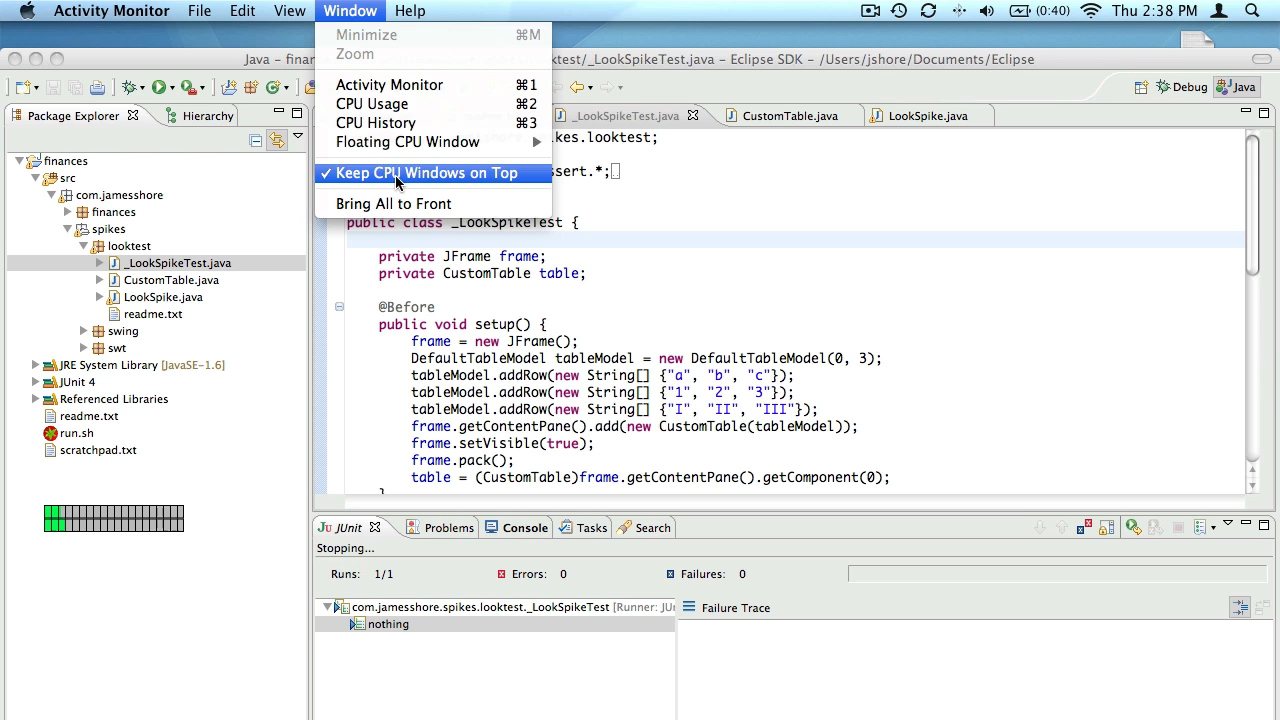 Activity Monitor File Edit View Window Help (0:40) Thu 2:38 PM
Minimize ⌘M
Zoom
Activity Monitor ⌘1
CPU Usage ⌘2
CPU History ⌘3
Floating CPU Window ▶
✓ Keep CPU Windows on Top
Bring All to Front
Java – finan test/_LookSpikeTest.java – Eclipse SDK – /Users/jshore/Documents/Eclipse
Debug Java
Package Explorer Hierarchy
_LookSpikeTest.java CustomTable.java LookSpike.java
finances
src
com.jamesshore
finances
spikes
looktest
_LookSpikeTest.java
CustomTable.java
LookSpike.java
readme.txt
swing
swt
JRE System Library [JavaSE-1.6]
JUnit 4
Referenced Libraries
readme.txt
run.sh
scratchpad.txt
kes.looktest;
sert.*;
public class _LookSpikeTest {
private JFrame frame;
private CustomTable table;
@Before
public void setup() {
frame = new JFrame();
DefaultTableModel tableModel = new DefaultTableModel(0, 3);
tableModel.addRow(new String[] {"a", "b", "c"});
tableModel.addRow(new String[] {"1", "2", "3"});
tableModel.addRow(new String[] {"I", "II", "III"});
frame.getContentPane().add(new CustomTable(tableModel));
frame.setVisible(true);
frame.pack();
table = (CustomTable)frame.getContentPane().getComponent(0);
}
JUnit Problems Console Tasks Search
Stopping...
Runs: 1/1 Errors: 0 Failures: 0
com.jamesshore.spikes.looktest._LookSpikeTest [Runner: JU
nothing
Failure Trace